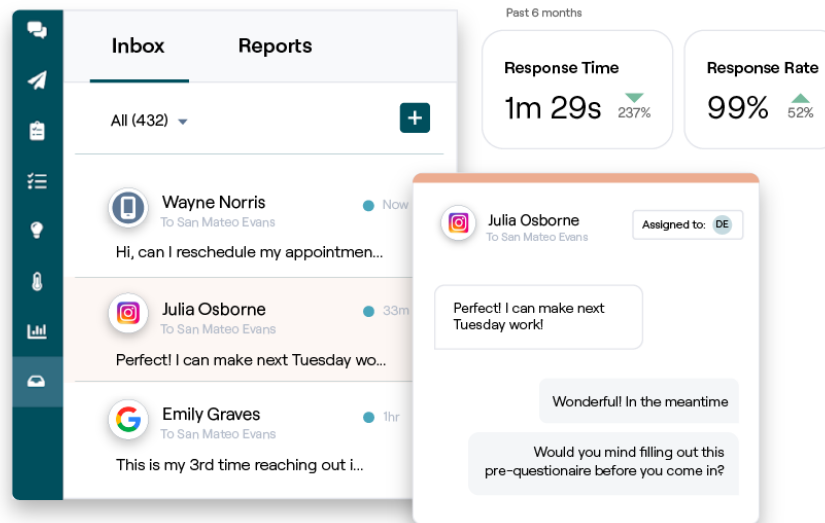 Past 6 months
Inbox
Reports
Response Time
1m 29s
237%
Response Rate
99%
52%
All (432)
Wayne Norris
Now
To San Mateo Evans
Hi, can I reschedule my appointmen...
Julia Osborne
33m
To San Mateo Evans
Perfect! I can make next Tuesday wo...
Emily Graves
1hr
To San Mateo Evans
This is my 3rd time reaching out i...
Julia Osborne
To San Mateo Evans
Assigned to: DE
Perfect! I can make next
Tuesday work!
Wonderful! In the meantime
Would you mind filling out this
pre-questionaire before you come in?